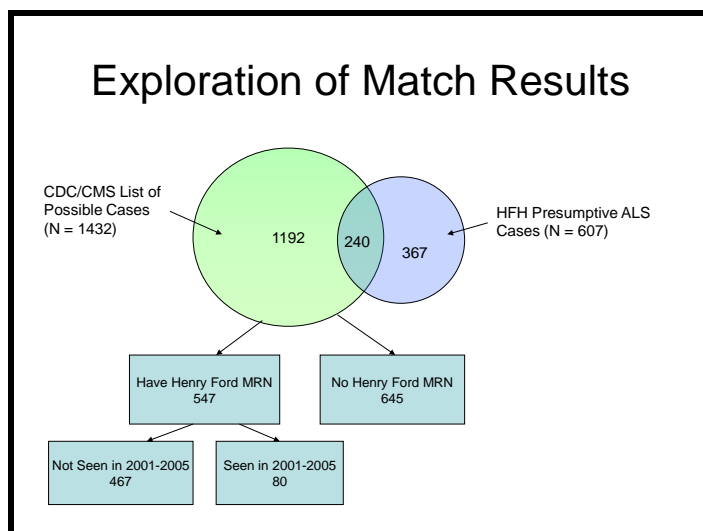 Exploration of Match Results
CDC/CMS List of
Possible Cases
(N = 1432)
1192
240
367
HFH Presumptive ALS
Cases (N = 607)
Have Henry Ford MRN
547
No Henry Ford MRN
645
Not Seen in 2001-2005
467
Seen in 2001-2005
80